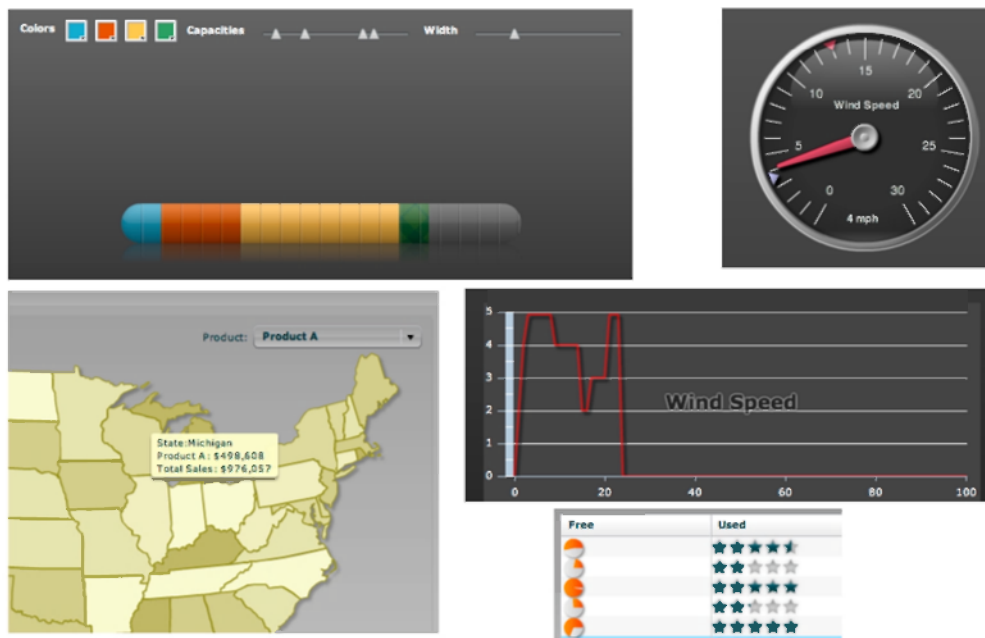 Colors Capacities Width
15
10 20
Wind Speed
5 25
0 30
4 mph
Product: Product A
State:Michigan
Product A: $498,608
Total Sales: $976,057
5
4
3
Wind Speed
2
1
0
0 20 40 60 80 100
Free Used